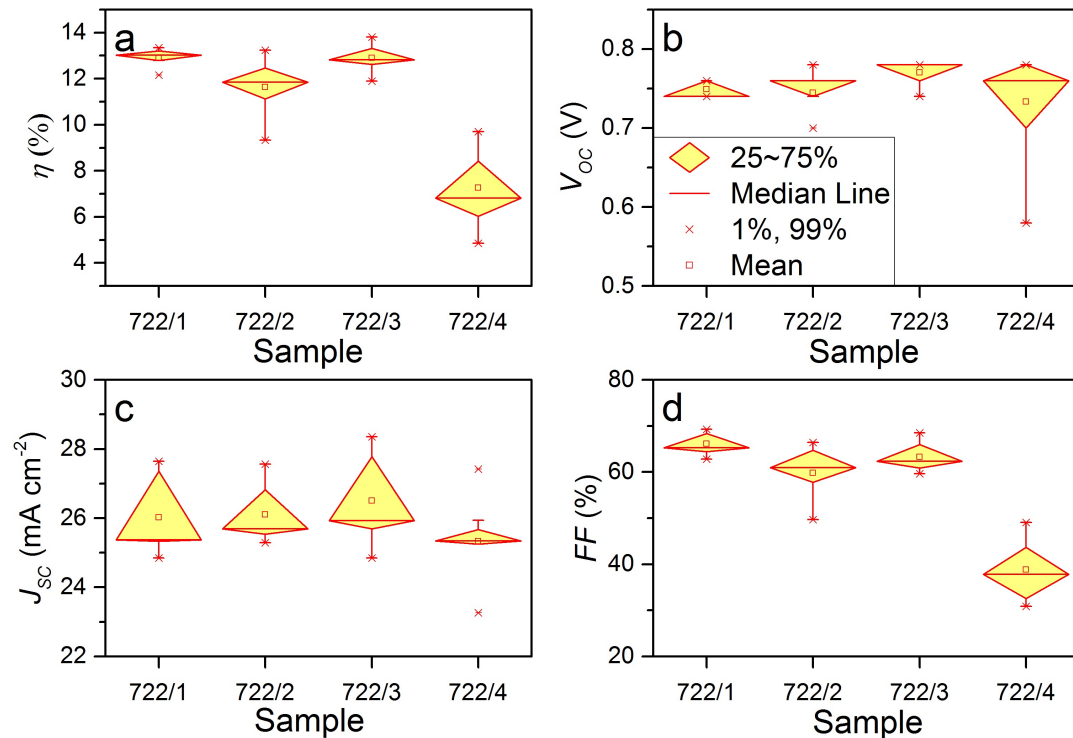 a
14
12
10
8
6
4
η (%)
722/1 722/2 722/3 722/4
Sample
b
0.8
0.7
0.6
0.5
V_OC (V)
25~75%
Median Line
1%, 99%
Mean
722/1 722/2 722/3 722/4
Sample
c
30
28
26
24
22
J_SC (mA cm⁻²)
722/1 722/2 722/3 722/4
Sample
d
80
60
40
20
FF (%)
722/1 722/2 722/3 722/4
Sample